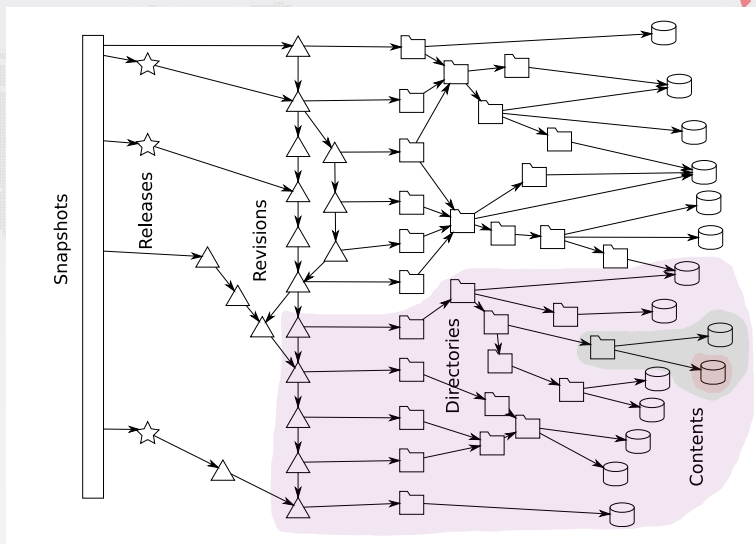 Snapshots
Releases
Revisions
Directories
Contents